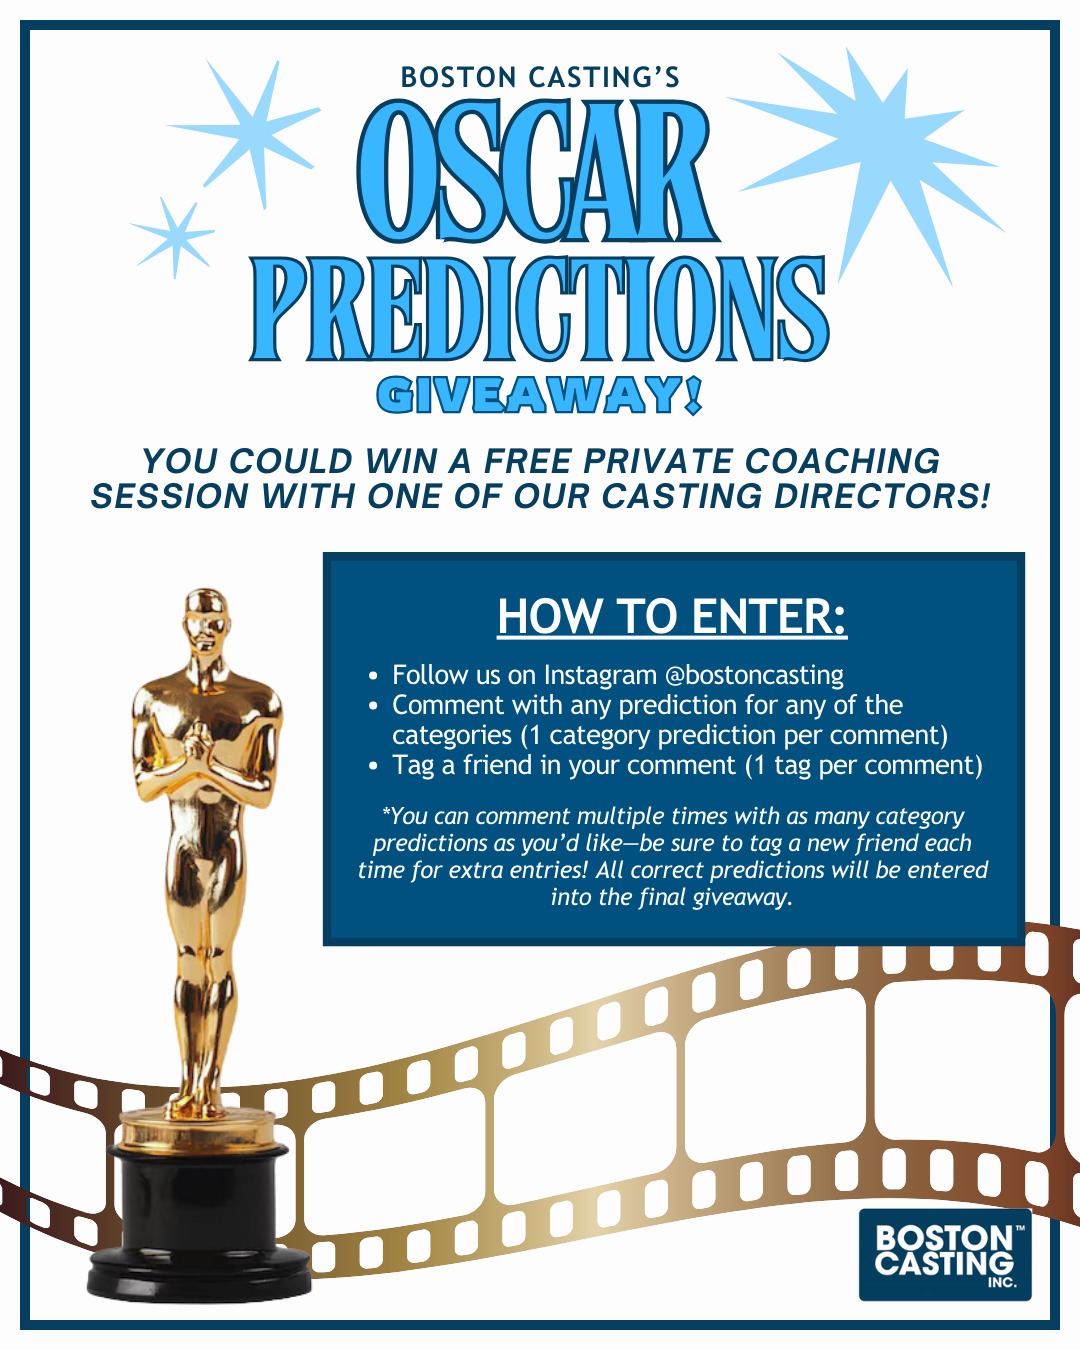 BOSTON CASTING'S
OSCAR
PREDICTIONS
GIVEAWAY!
YOU COULD WIN A FREE PRIVATE COACHING
SESSION WITH ONE OF OUR CASTING DIRECTORS!
HOW TO ENTER:
• Follow us on Instagram @bostoncasting
• Comment with any prediction for any of the
categories (1 category prediction per comment)
• Tag a friend in your comment (1 tag per comment)
*You can comment multiple times with as many category
predictions as you'd like—be sure to tag a new friend each
time for extra entries! All correct predictions will be entered
into the final giveaway.
BOSTON™
CASTING
INC.